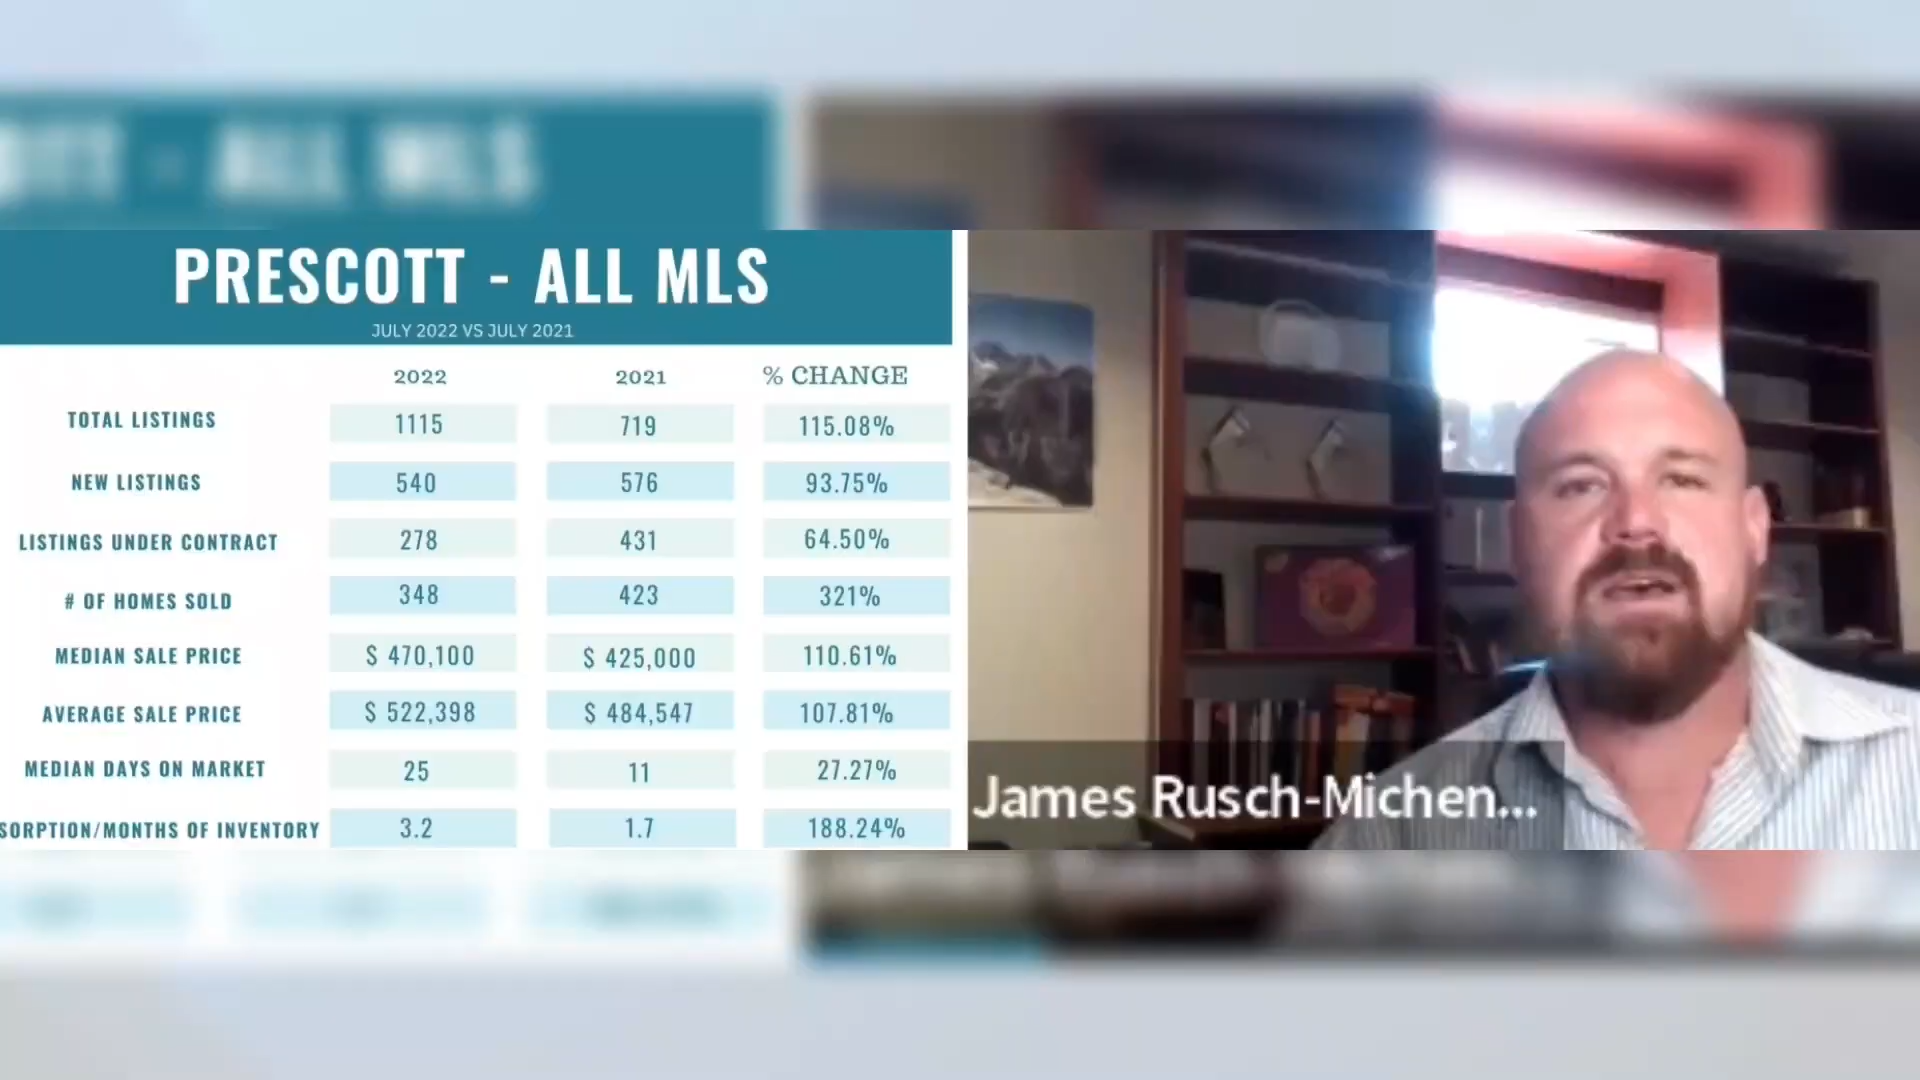 OTT - ALL MLS
PRESCOTT - ALL MLS
JULY 2022 VS JULY 2021
2022 2021 % CHANGE
TOTAL LISTINGS 1115 719 115.08%
NEW LISTINGS 540 576 93.75%
LISTINGS UNDER CONTRACT 278 431 64.50%
# OF HOMES SOLD 348 423 321%
MEDIAN SALE PRICE $ 470,100 $ 425,000 110.61%
AVERAGE SALE PRICE $ 522,398 $ 484,547 107.81%
MEDIAN DAYS ON MARKET 25 11 27.27%
SORPTION/MONTHS OF INVENTORY 3.2 1.7 188.24%
James Rusch-Michen...